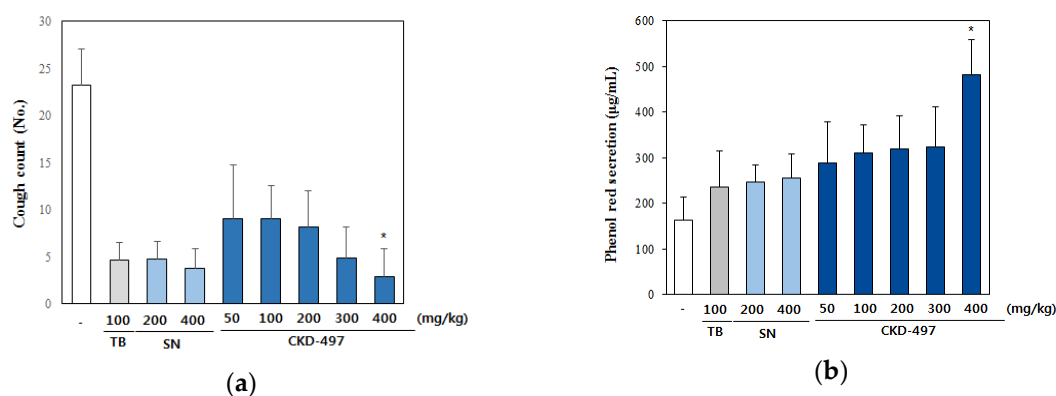 Cough count (No.)
30
25
20
15
10
5
0
*
- 100 200 400 50 100 200 300 400 (mg/kg)
TB SN CKD-497
(a)
Phenol red secretion (μg/mL)
600
500
400
300
200
100
0
*
- 100 200 400 50 100 200 300 400 (mg/kg)
TB SN CKD-497
(b)